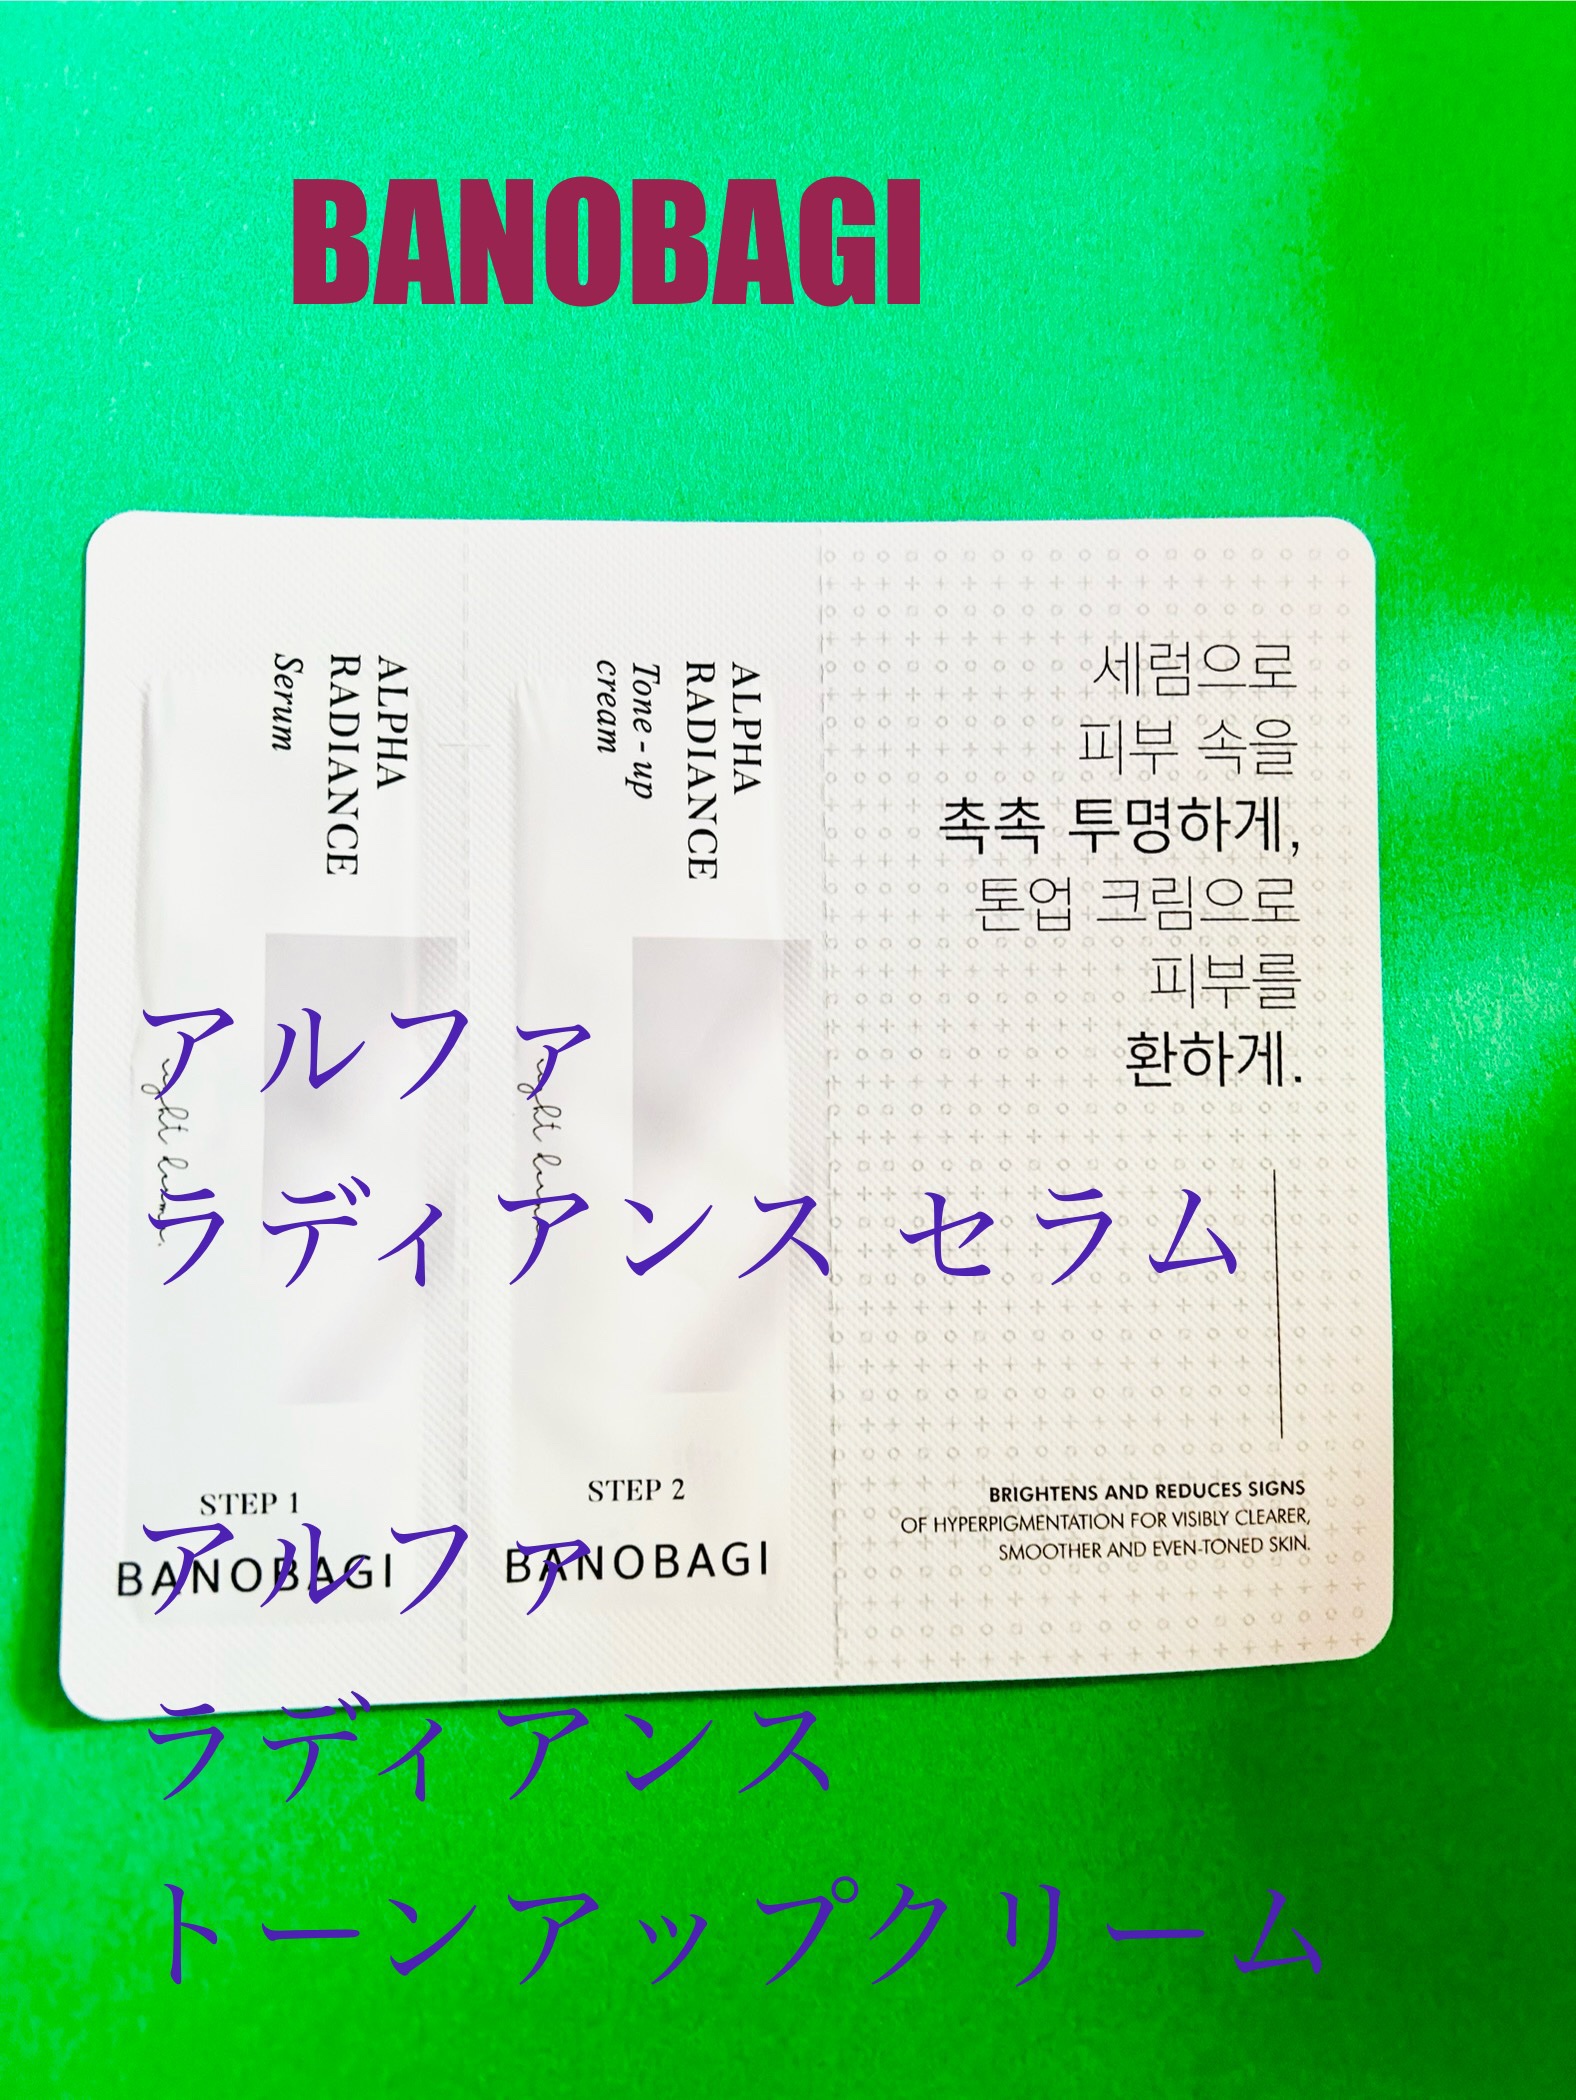 BANOBAGI
ALPHA
RADIANCE
Serum
STEP 1
BANOBAGI
ALPHA
RADIANCE
Tone-up
cream
STEP 2
BANOBAGI
세럼으로
피부 속을
촉촉 투명하게,
톤업 크림으로
피부를
환하게.
BRIGHTENS AND REDUCES SIGNS
OF HYPERPIGMENTATION FOR VISIBLY CLEARER,
SMOOTHER AND EVEN-TONED SKIN.
アルファ
ラディアンス セラム
アルファ
ラディアンス
トーンアップクリーム